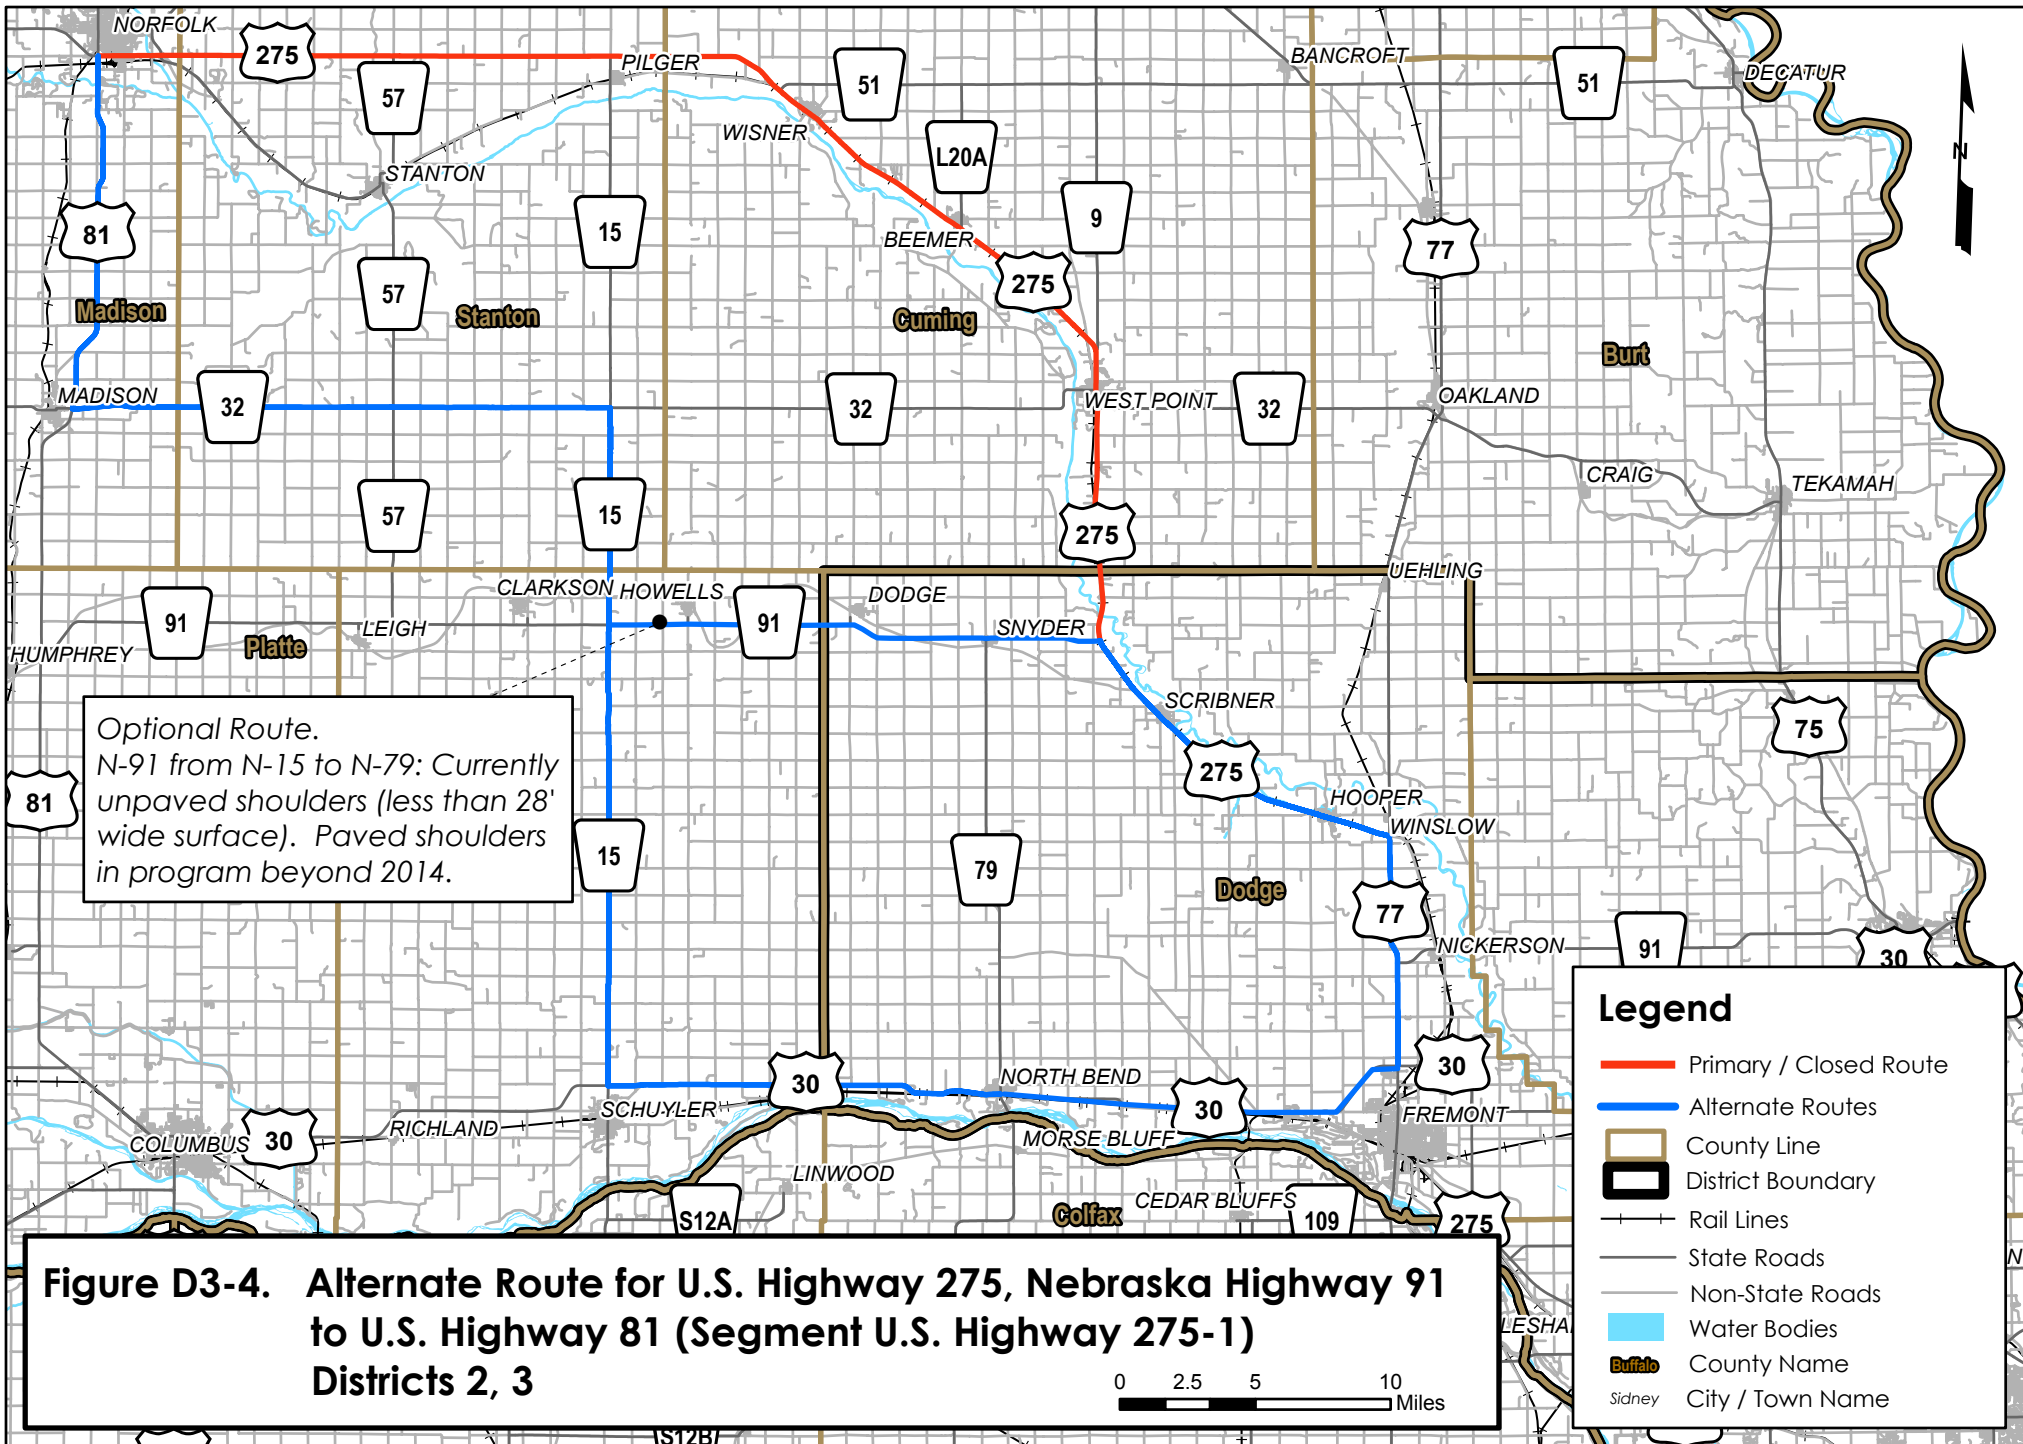 NORFOLK
275
57
PILGER
51
BANCROFT
51
DECATUR
WISNER
L20A
N
STANTON
81
15
9
77
BEEMER
275
57
Madison
Stanton
Cuming
Burt
MADISON
32
32
WEST POINT
32
OAKLAND
CRAIG
TEKAMAH
57
15
275
UEHLING
CLARKSON
HOWELLS
DODGE
91
LEIGH
91
SNYDER
HUMPHREY
Platte
SCRIBNER
75
Optional Route.
N-91 from N-15 to N-79: Currently
unpaved shoulders (less than 28'
wide surface).  Paved shoulders
in program beyond 2014.
81
275
HOOPER
WINSLOW
15
79
Dodge
77
NICKERSON
91
30
30
NORTH BEND
30
30
SCHUYLER
FREMONT
COLUMBUS
30
RICHLAND
MORSE BLUFF
LINWOOD
CEDAR BLUFFS
S12A
Colfax
109
275
Legend
Primary / Closed Route
Alternate Routes
County Line
District Boundary
Rail Lines
State Roads
Non-State Roads
Water Bodies
Buffalo County Name
Sidney City / Town Name
Figure D3-4. Alternate Route for U.S. Highway 275, Nebraska Highway 91
to U.S. Highway 81 (Segment U.S. Highway 275-1)
Districts 2, 3
0 2.5 5 10
Miles
S12B